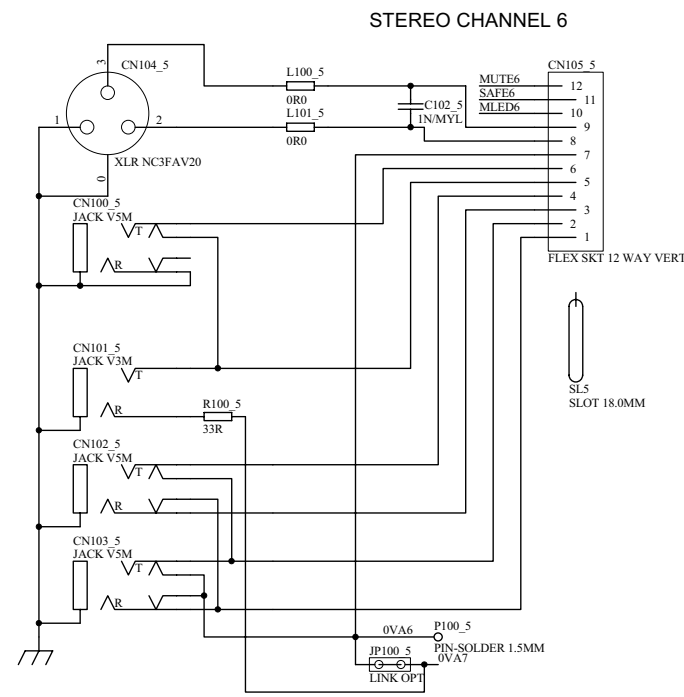 STEREO CHANNEL 6
CN104_5
3
1
2
0
XLR NC3FAV20
L100_5
0R0
L101_5
0R0
C102_5
1N/MYL
CN105_5
MUTE6
SAFE6
MLED6
12
11
10
9
8
7
6
5
4
3
2
1
FLEX SKT 12 WAY VERT
CN100_5
JACK V5M
T
R
CN101_5
JACK V3M
T
R
R100_5
33R
SL5
SLOT 18.0MM
CN102_5
JACK V5M
T
R
CN103_5
JACK V5M
T
R
0VA6
P100_5
PIN-SOLDER 1.5MM
JP100_5
0VA7
LINK OPT